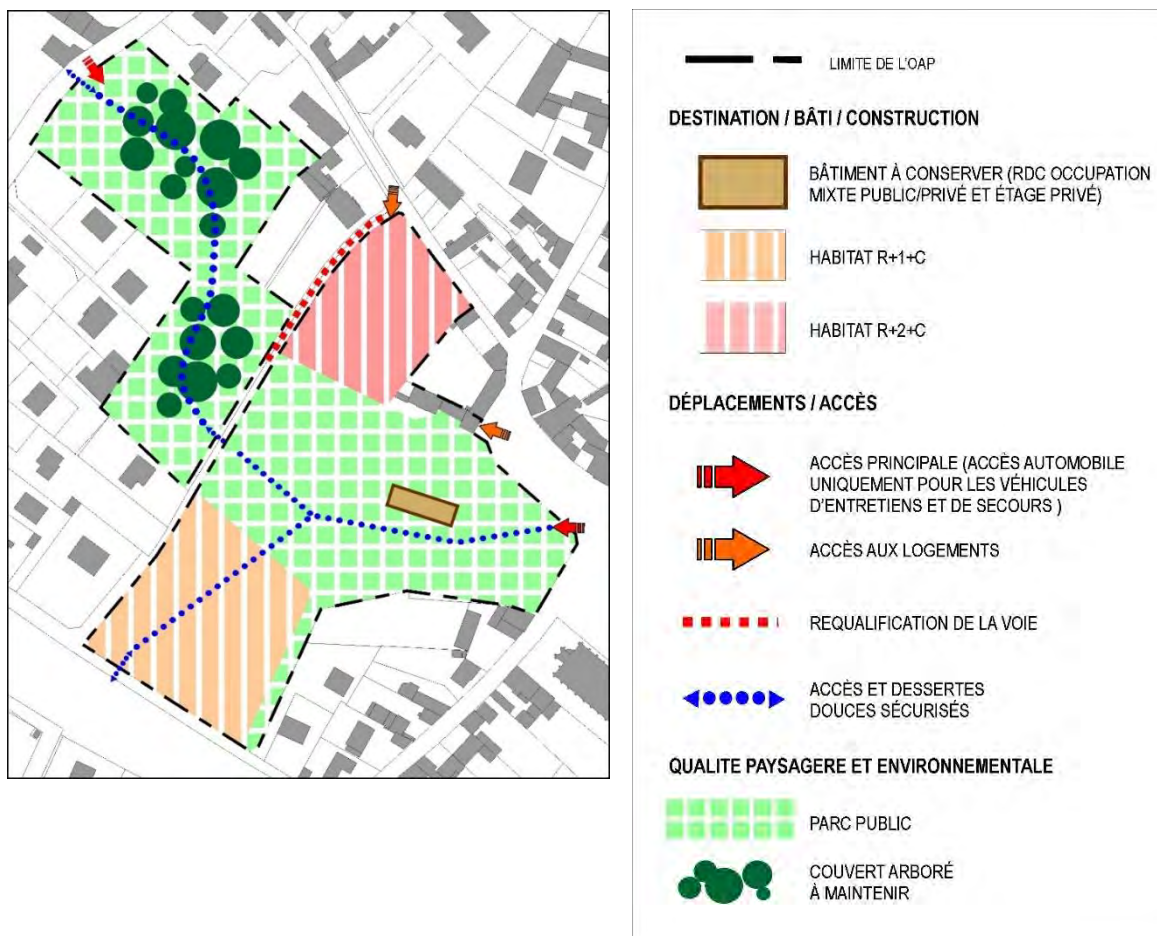 LIMITE DE L'OAP
DESTINATION / BÂTI / CONSTRUCTION
BÂTIMENT À CONSERVER (RDC OCCUPATION
MIXTE PUBLIC/PRIVÉ ET ÉTAGE PRIVÉ)
HABITAT R+1+C
HABITAT R+2+C
DÉPLACEMENTS / ACCÈS
ACCÈS PRINCIPALE (ACCÈS AUTOMOBILE
UNIQUEMENT POUR LES VÉHICULES
D'ENTRETIENS ET DE SECOURS )
ACCÈS AUX LOGEMENTS
REQUALIFICATION DE LA VOIE
ACCÈS ET DESSERTES
DOUCES SÉCURISÉS
QUALITE PAYSAGERE ET ENVIRONNEMENTALE
PARC PUBLIC
COUVERT ARBORÉ
À MAINTENIR